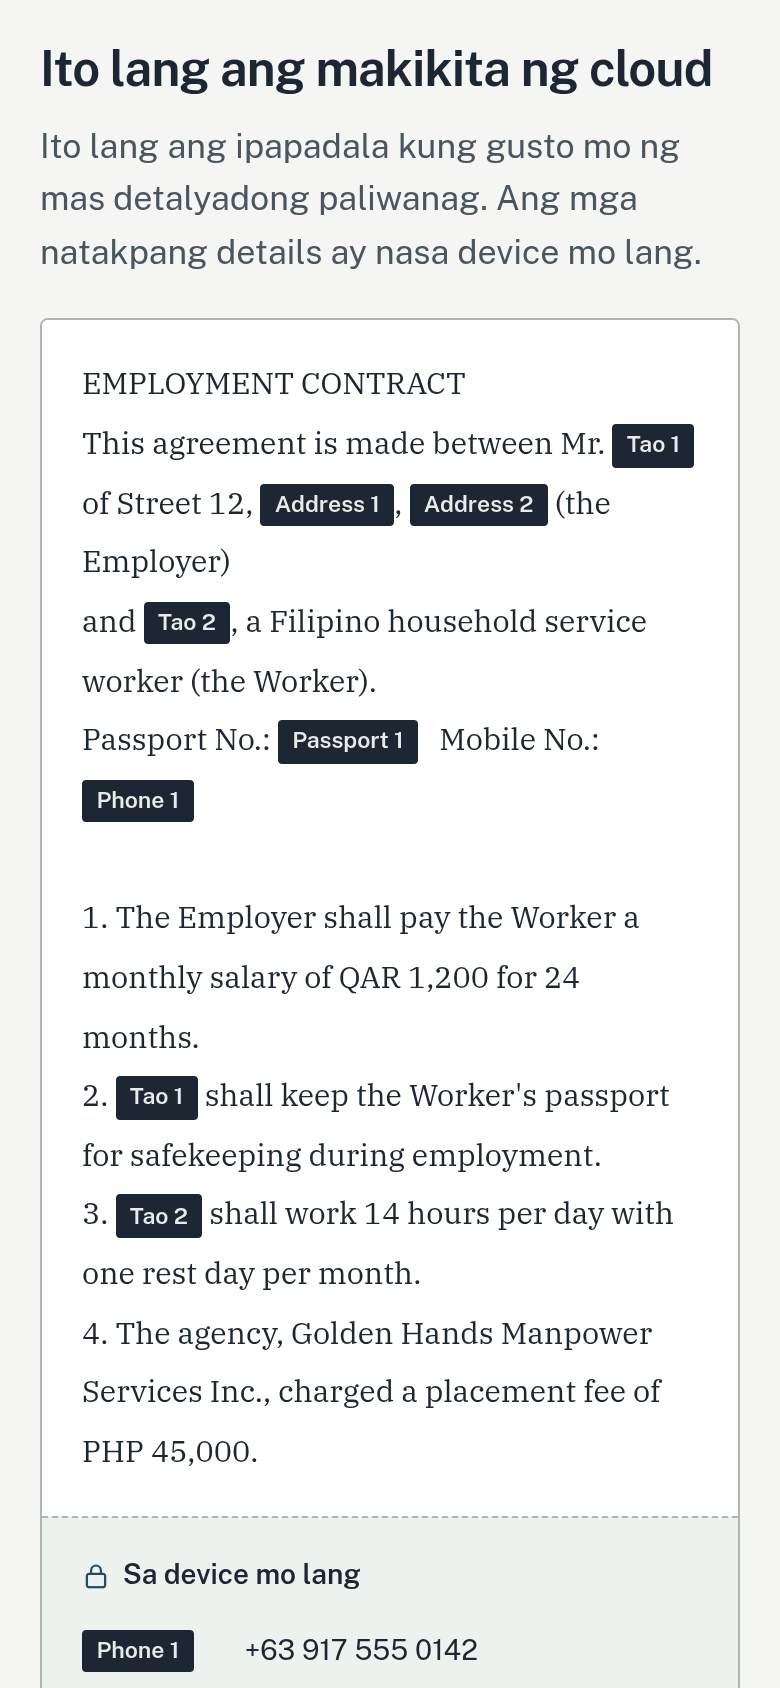 Ito lang ang makikita ng cloud
Ito lang ang ipapadala kung gusto mo ng
mas detalyadong paliwanag. Ang mga
natakpang details ay nasa device mo lang.
EMPLOYMENT CONTRACT
This agreement is made between Mr. Tao 1
of Street 12, Address 1, Address 2 (the
Employer)
and Tao 2, a Filipino household service
worker (the Worker).
Passport No.: Passport 1 Mobile No.:
Phone 1
1. The Employer shall pay the Worker a
monthly salary of QAR 1,200 for 24
months.
2. Tao 1 shall keep the Worker's passport
for safekeeping during employment.
3. Tao 2 shall work 14 hours per day with
one rest day per month.
4. The agency, Golden Hands Manpower
Services Inc., charged a placement fee of
PHP 45,000.
Sa device mo lang
Phone 1 +63 917 555 0142